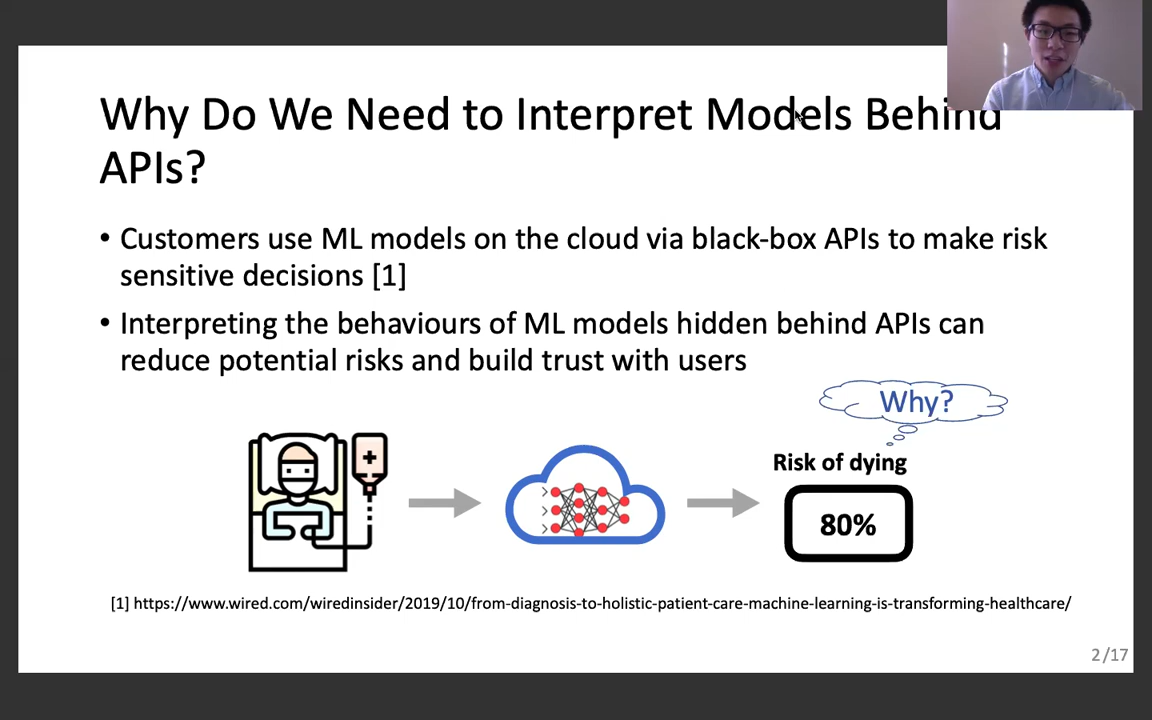 Why Do We Need to Interpret Models Behind
APIs?
• Customers use ML models on the cloud via black-box APIs to make risk
sensitive decisions [1]
• Interpreting the behaviours of ML models hidden behind APIs can
reduce potential risks and build trust with users
Why?
Risk of dying
80%
[1] https://www.wired.com/wiredinsider/2019/10/from-diagnosis-to-holistic-patient-care-machine-learning-is-transforming-healthcare/
2/17